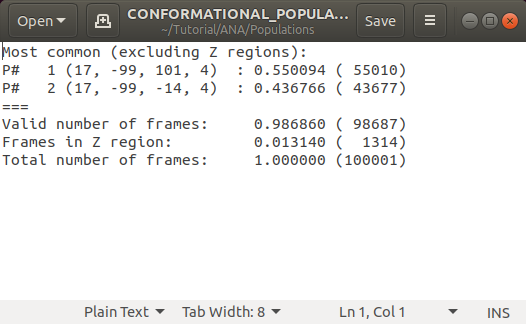 Open CONFORMATIONAL_POPULA... Save
~/Tutorial/ANA/Populations
Most common (excluding Z regions):
P#   1 (17, -99, 101, 4)  : 0.550094 ( 55010)
P#   2 (17, -99, -14, 4)  : 0.436766 ( 43677)
===
Valid number of frames:     0.986860 ( 98687)
Frames in Z region:         0.013140 (  1314)
Total number of frames:     1.000000 (100001)
Plain Text Tab Width: 8 Ln 1, Col 1 INS